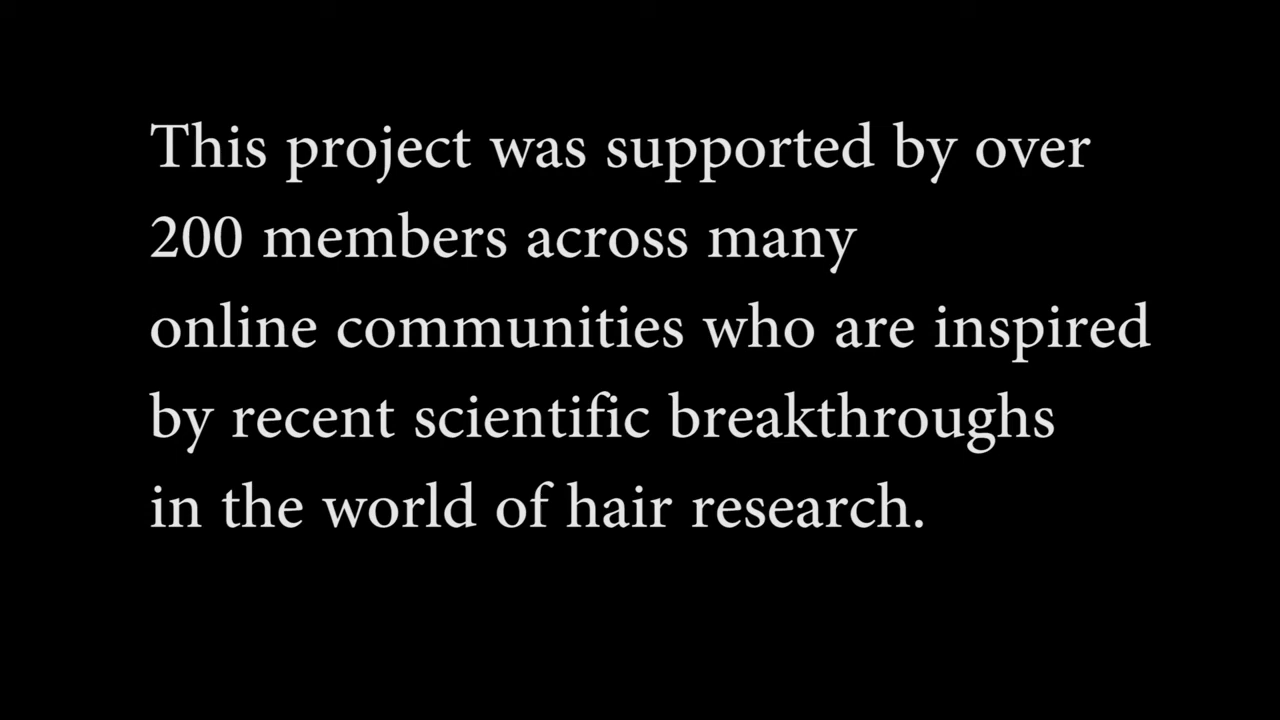 This project was supported by over
200 members across many
online communities who are inspired
by recent scientific breakthroughs
in the world of hair research.